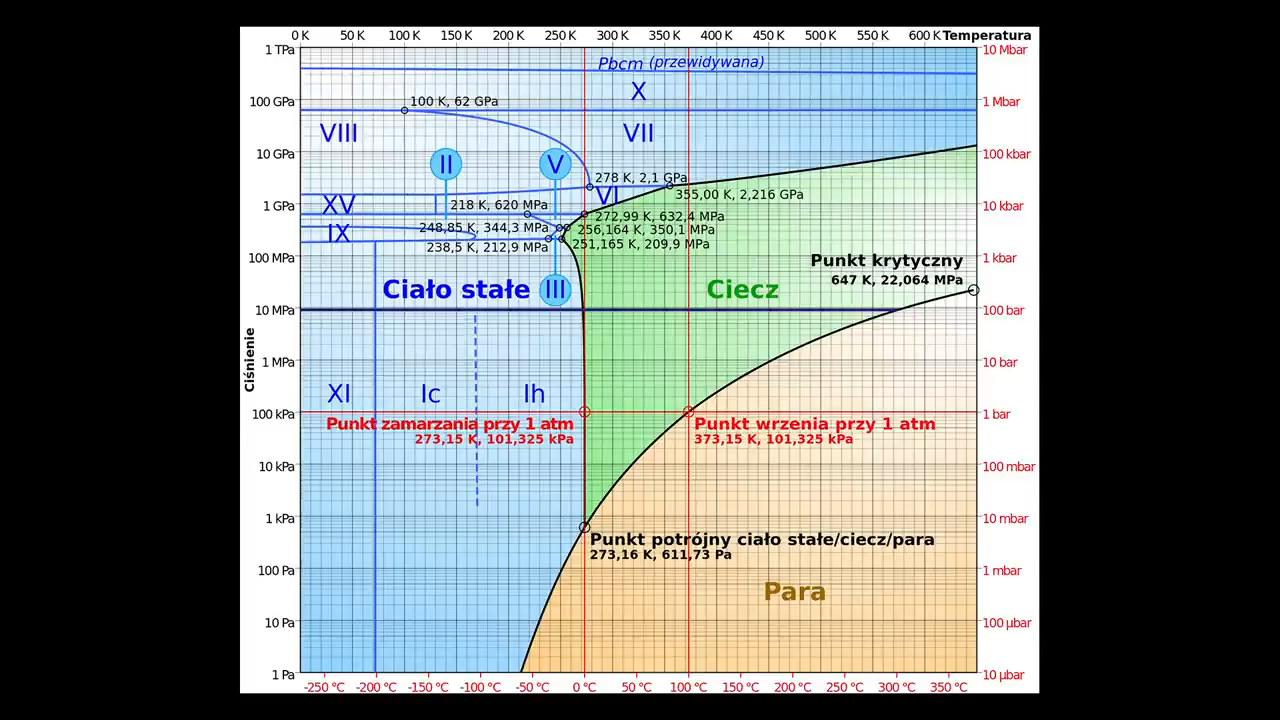 0 K 50 K 100 K 150 K 200 K 250 K 300 K 350 K 400 K 450 K 500 K 550 K 600 K Temperatura
1 TPa 10 Mbar
Pbcm (przewidywana)
X
100 K, 62 GPa
100 GPa 1 Mbar
VIII VII
10 GPa 100 kbar
II V
278 K, 2,1 GPa
VI 355,00 K, 2,216 GPa
XV 218 K, 620 MPa
1 GPa 10 kbar
272,99 K, 632,4 MPa
248,85 K, 344,3 MPa 256,164 K, 350,1 MPa
IX
238,5 K, 212,9 MPa 251,165 K, 209,9 MPa
100 MPa 1 kbar
Punkt krytyczny
647 K, 22,064 MPa
Ciało stałe III Ciecz
10 MPa 100 bar
Ciśnienie
1 MPa 10 bar
XI Ic Ih
100 kPa 1 bar
Punkt zamarzania przy 1 atm Punkt wrzenia przy 1 atm
273,15 K, 101,325 kPa 373,15 K, 101,325 kPa
10 kPa 100 mbar
1 kPa 10 mbar
Punkt potrójny ciało stałe/ciecz/para
273,16 K, 611,73 Pa
100 Pa 1 mbar
Para
10 Pa 100 µbar
1 Pa 10 µbar
-250 °C -200 °C -150 °C -100 °C -50 °C 0 °C 50 °C 100 °C 150 °C 200 °C 250 °C 300 °C 350 °C